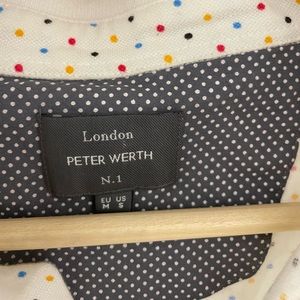 London
PETER WERTH
N.1
EU US
M S